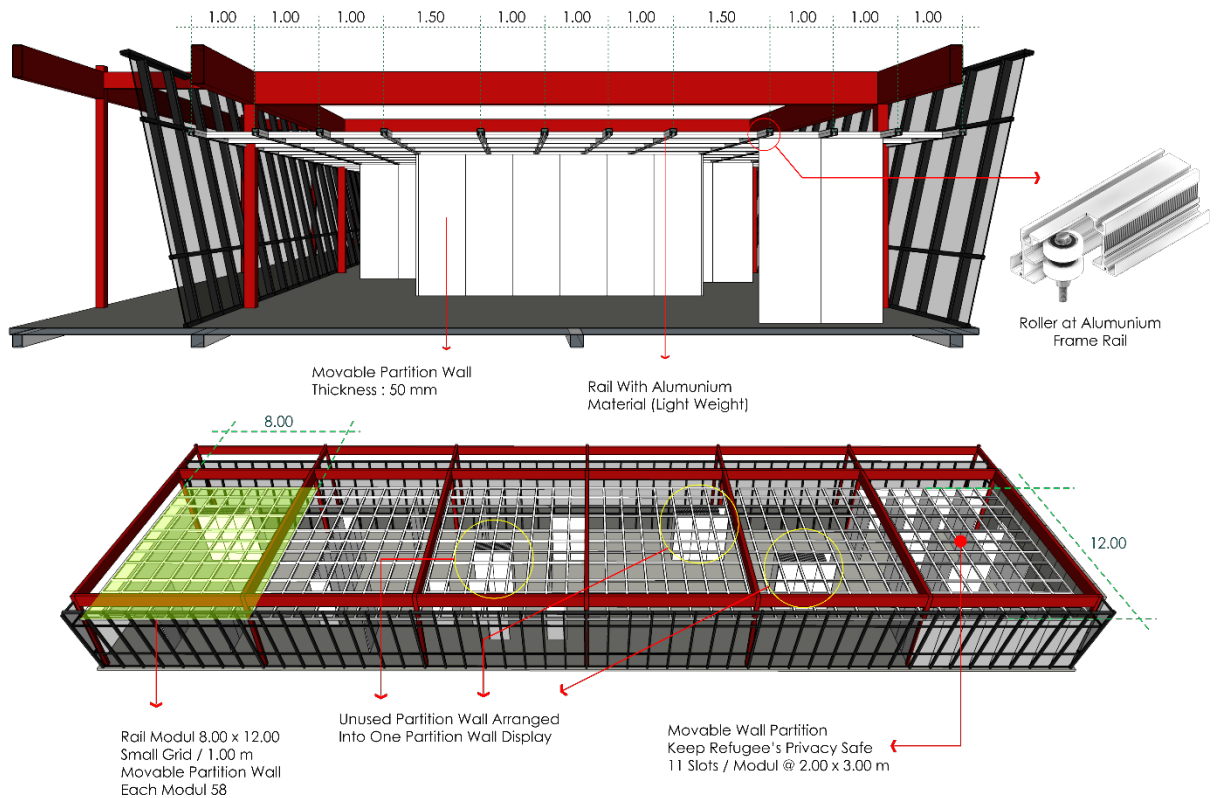 1.00 1.00 1.00 1.50 1.00 1.00 1.00 1.50 1.00 1.00 1.00
Roller at Alumunium
Frame Rail
Movable Partition Wall
Thickness : 50 mm
Rail With Alumunium
Material (Light Weight)
8.00
12.00
Rail Modul 8.00 x 12.00
Small Grid / 1.00 m
Movable Partition Wall
Each Modul 58
Unused Partition Wall Arranged
Into One Partition Wall Display
Movable Wall Partition
Keep Refugee's Privacy Safe
11 Slots / Modul @ 2.00 x 3.00 m